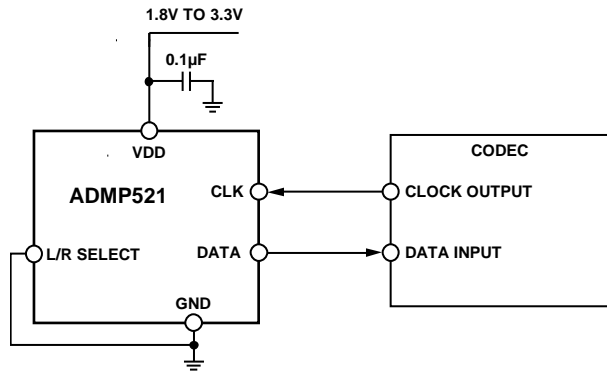 1.8V TO 3.3V
0.1µF
VDD
CODEC
ADMP521
CLK
CLOCK OUTPUT
L/R SELECT
DATA
DATA INPUT
GND